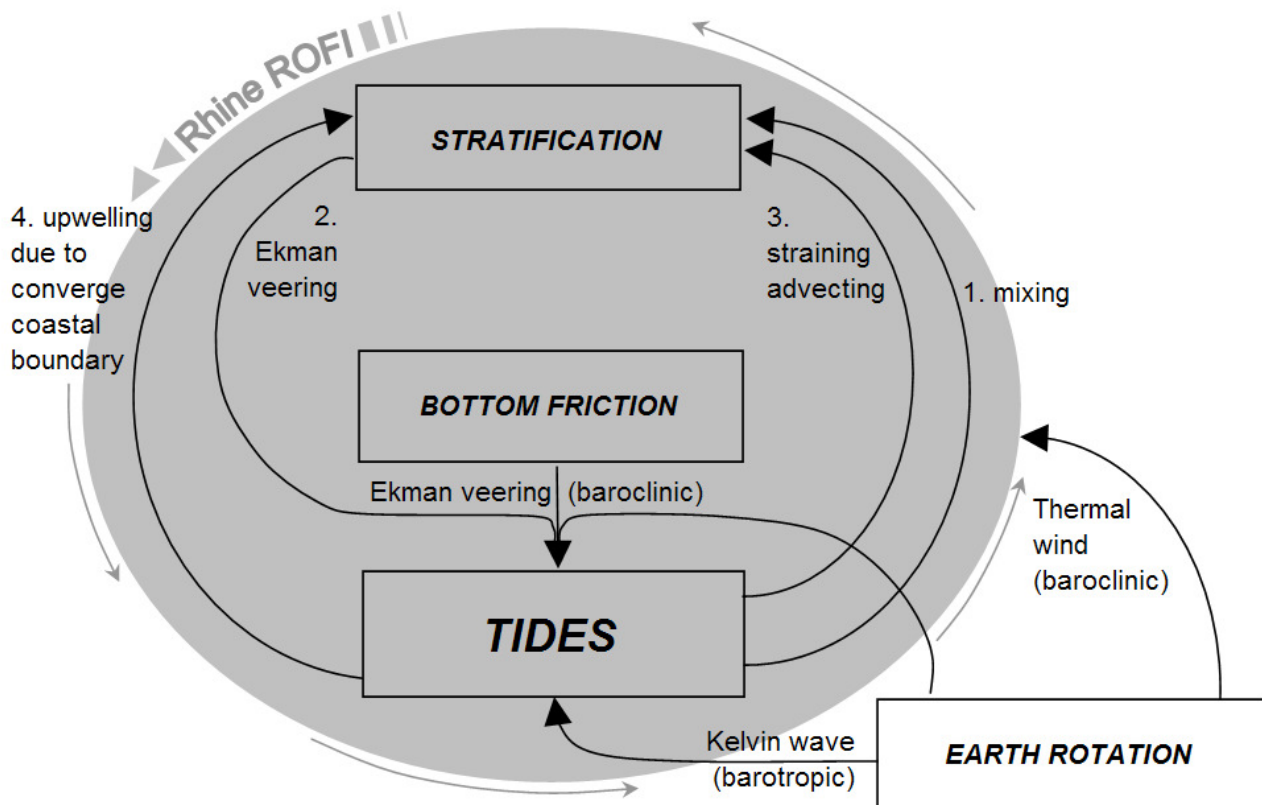 Rhine ROFI
STRATIFICATION
4. upwelling
due to
converge
coastal
boundary
2.
Ekman
veering
3.
straining
advecting
1. mixing
BOTTOM FRICTION
Ekman veering (baroclinic)
Thermal
wind
(baroclinic)
TIDES
Kelvin wave
(barotropic)
EARTH ROTATION